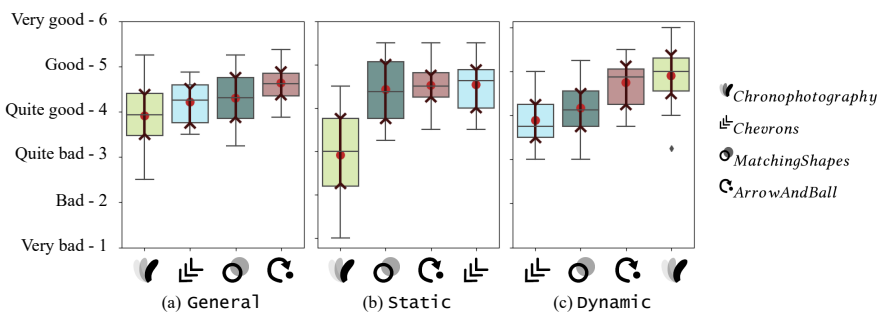 Very good - 6
Good - 5
Quite good - 4
Quite bad - 3
Bad - 2
Very bad - 1
(a) General
(b) Static
(c) Dynamic
Chronophotography
Chevrons
MatchingShapes
ArrowAndBall